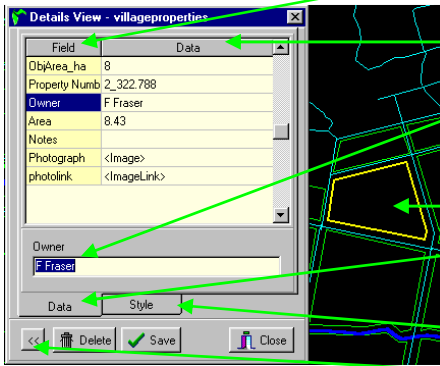 Details View - villageproperties
Field Data
ObjArea_ha 8
Property Numb 2_322.788
Owner F Fraser
Area 8.43
Notes
Photograph <Image>
photolink <ImageLink>
Owner
F Fraser
Data Style
<< Delete Save Close